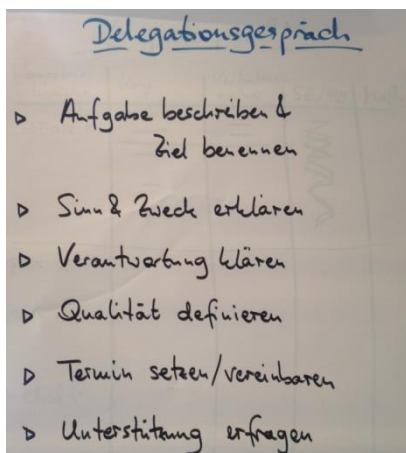 Delegationsgespräch
▷ Aufgabe beschreiben &
Ziel benennen
▷ Sinn & Zweck erklären
▷ Verantwortung klären
▷ Qualität definieren
▷ Termin setzen/vereinbaren
▷ Unterstützung erfragen